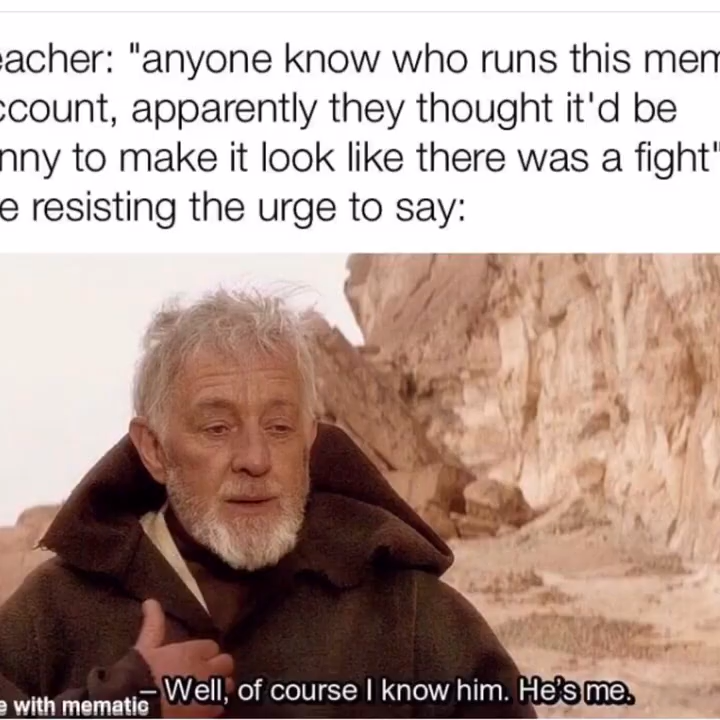 eacher: "anyone know who runs this mem
ccount, apparently they thought it'd be
nny to make it look like there was a fight"
e resisting the urge to say:
– Well, of course I know him. He's me.
e with mematic